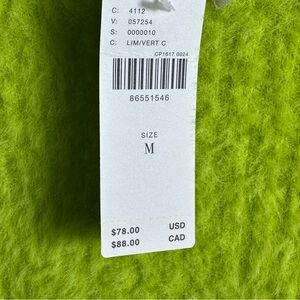 C: 4112
V: 057254
S: 0000010
C: LIM/VERT C
CP1617 0024
86551546
SIZE
M
$78.00 USD
$88.00 CAD